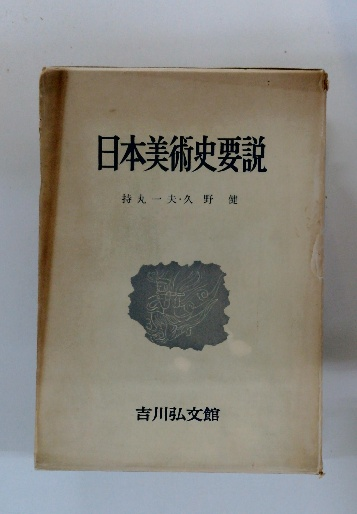 日本美術史要説
持丸一夫・久野 健
吉川弘文館